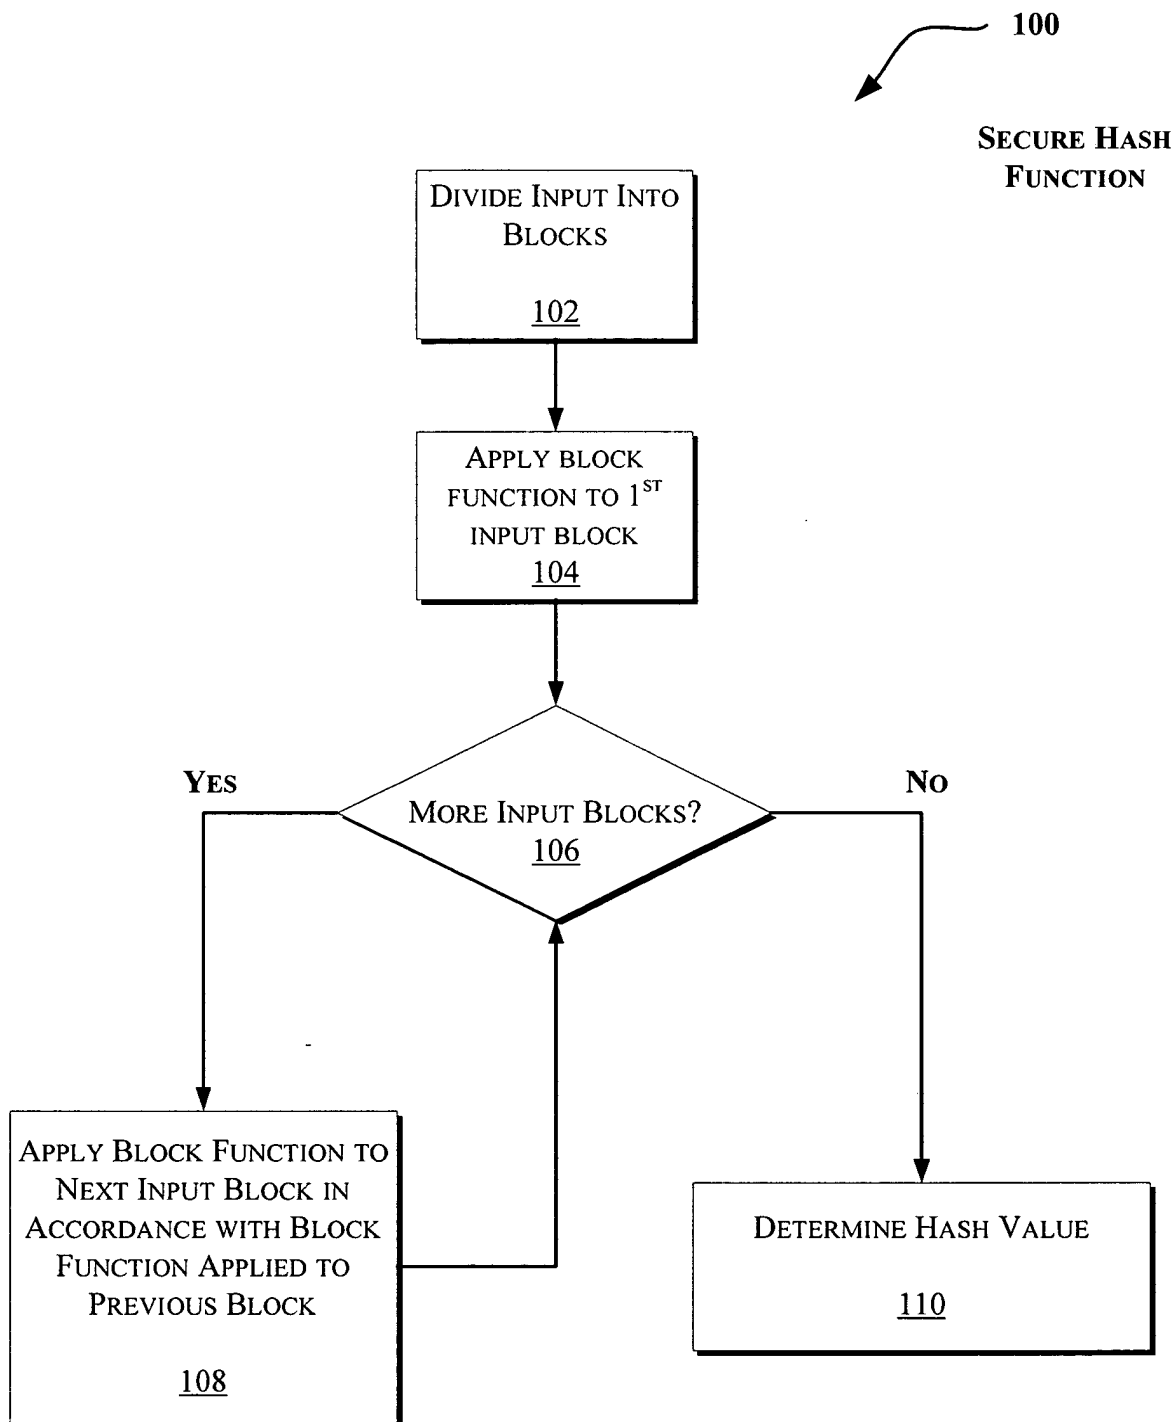 100
SECURE HASH
FUNCTION
DIVIDE INPUT INTO
BLOCKS
102
APPLY BLOCK
FUNCTION TO 1ST
INPUT BLOCK
104
YES
NO
MORE INPUT BLOCKS?
106
APPLY BLOCK FUNCTION TO
NEXT INPUT BLOCK IN
ACCORDANCE WITH BLOCK
FUNCTION APPLIED TO
PREVIOUS BLOCK
108
DETERMINE HASH VALUE
110